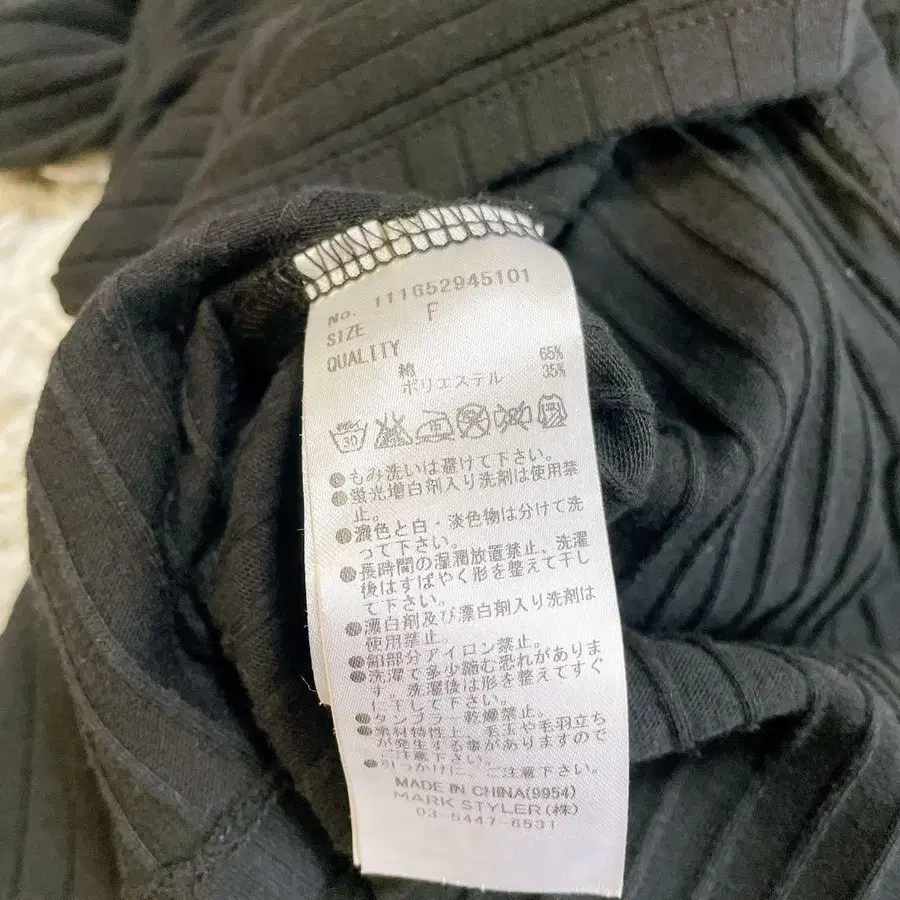 No. 111652945101
SIZE F
QUALITY
綿 65%
ポリエステル 35%
30
●もみ洗いは避けて下さい。
●蛍光増白剤入り洗剤は使用禁
止。
●濃色と白・淡色物は分けて洗
って下さい。
●長時間の湿潤放置禁止、洗濯
後はすばやく形を整えて干し
て下さい。
●漂白剤及び漂白剤入り洗剤は
使用禁止。
部分アイロン禁止。
●洗濯で多少縮む恐れがありま
す。洗濯後は形を整えてすぐ
に干して下さい。
●タンブラー乾燥禁止。
●素材特性上、毛玉や毛羽立ち
が発生する事がありますので
ご注意下さい。
●引っかけに、ご注意下さい。
MADE IN CHINA(9954)
MARK STYLER(株)
03-5447-6531